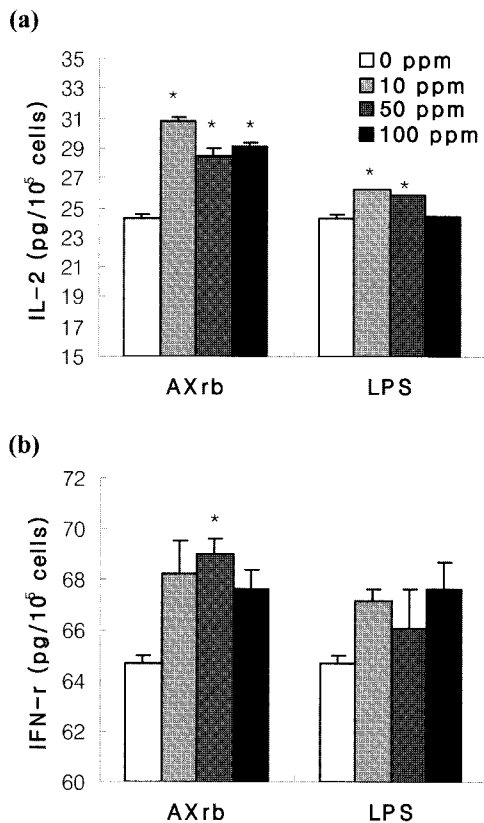 (a)
35
33
31
29
27
25
23
21
19
17
15
IL-2 (pg/10⁵ cells)
0 ppm
10 ppm
50 ppm
100 ppm
*
*
*
*
*
AXrb
LPS
(b)
72
70
68
66
64
62
60
IFN-r (pg/10⁵ cells)
*
AXrb
LPS